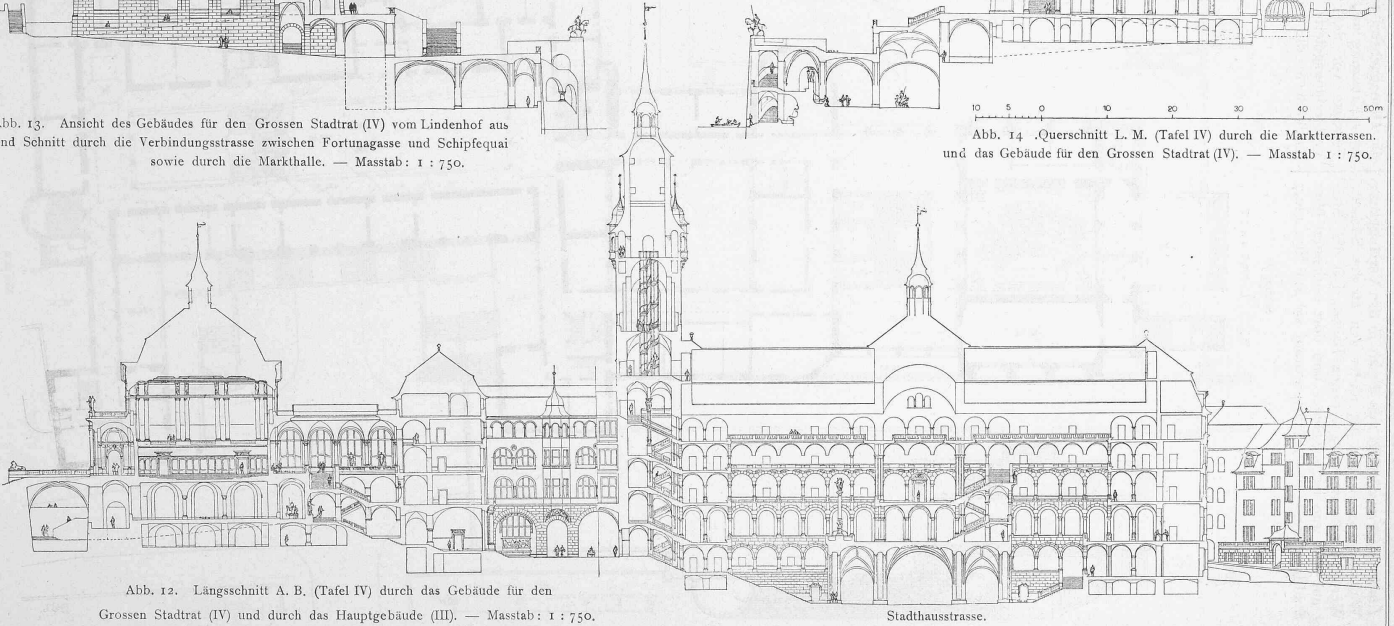 Abb. 13. Ansicht des Gebäudes für den Grossen Stadtrat (IV) vom Lindenhof aus
und Schnitt durch die Verbindungsstrasse zwischen Fortunagasse und Schipfequai
sowie durch die Markthalle. — Masstab: 1 : 750.
10 5 0 10 20 30 40 50m
Abb. 14 .Querschnitt L. M. (Tafel IV) durch die Marktterrassen.
und das Gebäude für den Grossen Stadtrat (IV). — Masstab 1 : 750.
Abb. 12. Längsschnitt A. B. (Tafel IV) durch das Gebäude für den
Grossen Stadtrat (IV) und durch das Hauptgebäude (III). — Masstab: 1 : 750.
Stadthausstrasse.